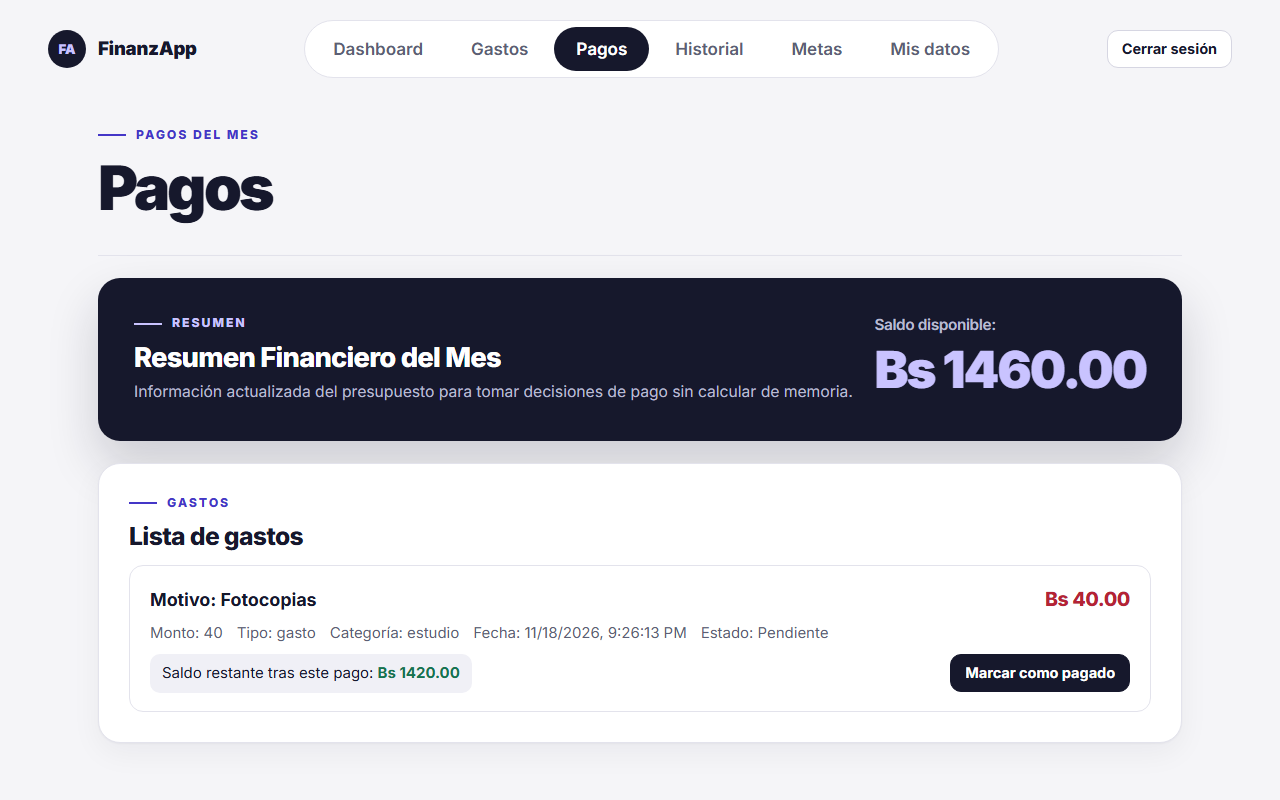 FA FinanzApp
Dashboard Gastos Pagos Historial Metas Mis datos
Cerrar sesión
PAGOS DEL MES
Pagos
RESUMEN
Resumen Financiero del Mes
Información actualizada del presupuesto para tomar decisiones de pago sin calcular de memoria.
Saldo disponible:
Bs 1460.00
GASTOS
Lista de gastos
Motivo: Fotocopias
Bs 40.00
Monto: 40 Tipo: gasto Categoría: estudio Fecha: 11/18/2026, 9:26:13 PM Estado: Pendiente
Saldo restante tras este pago: Bs 1420.00
Marcar como pagado